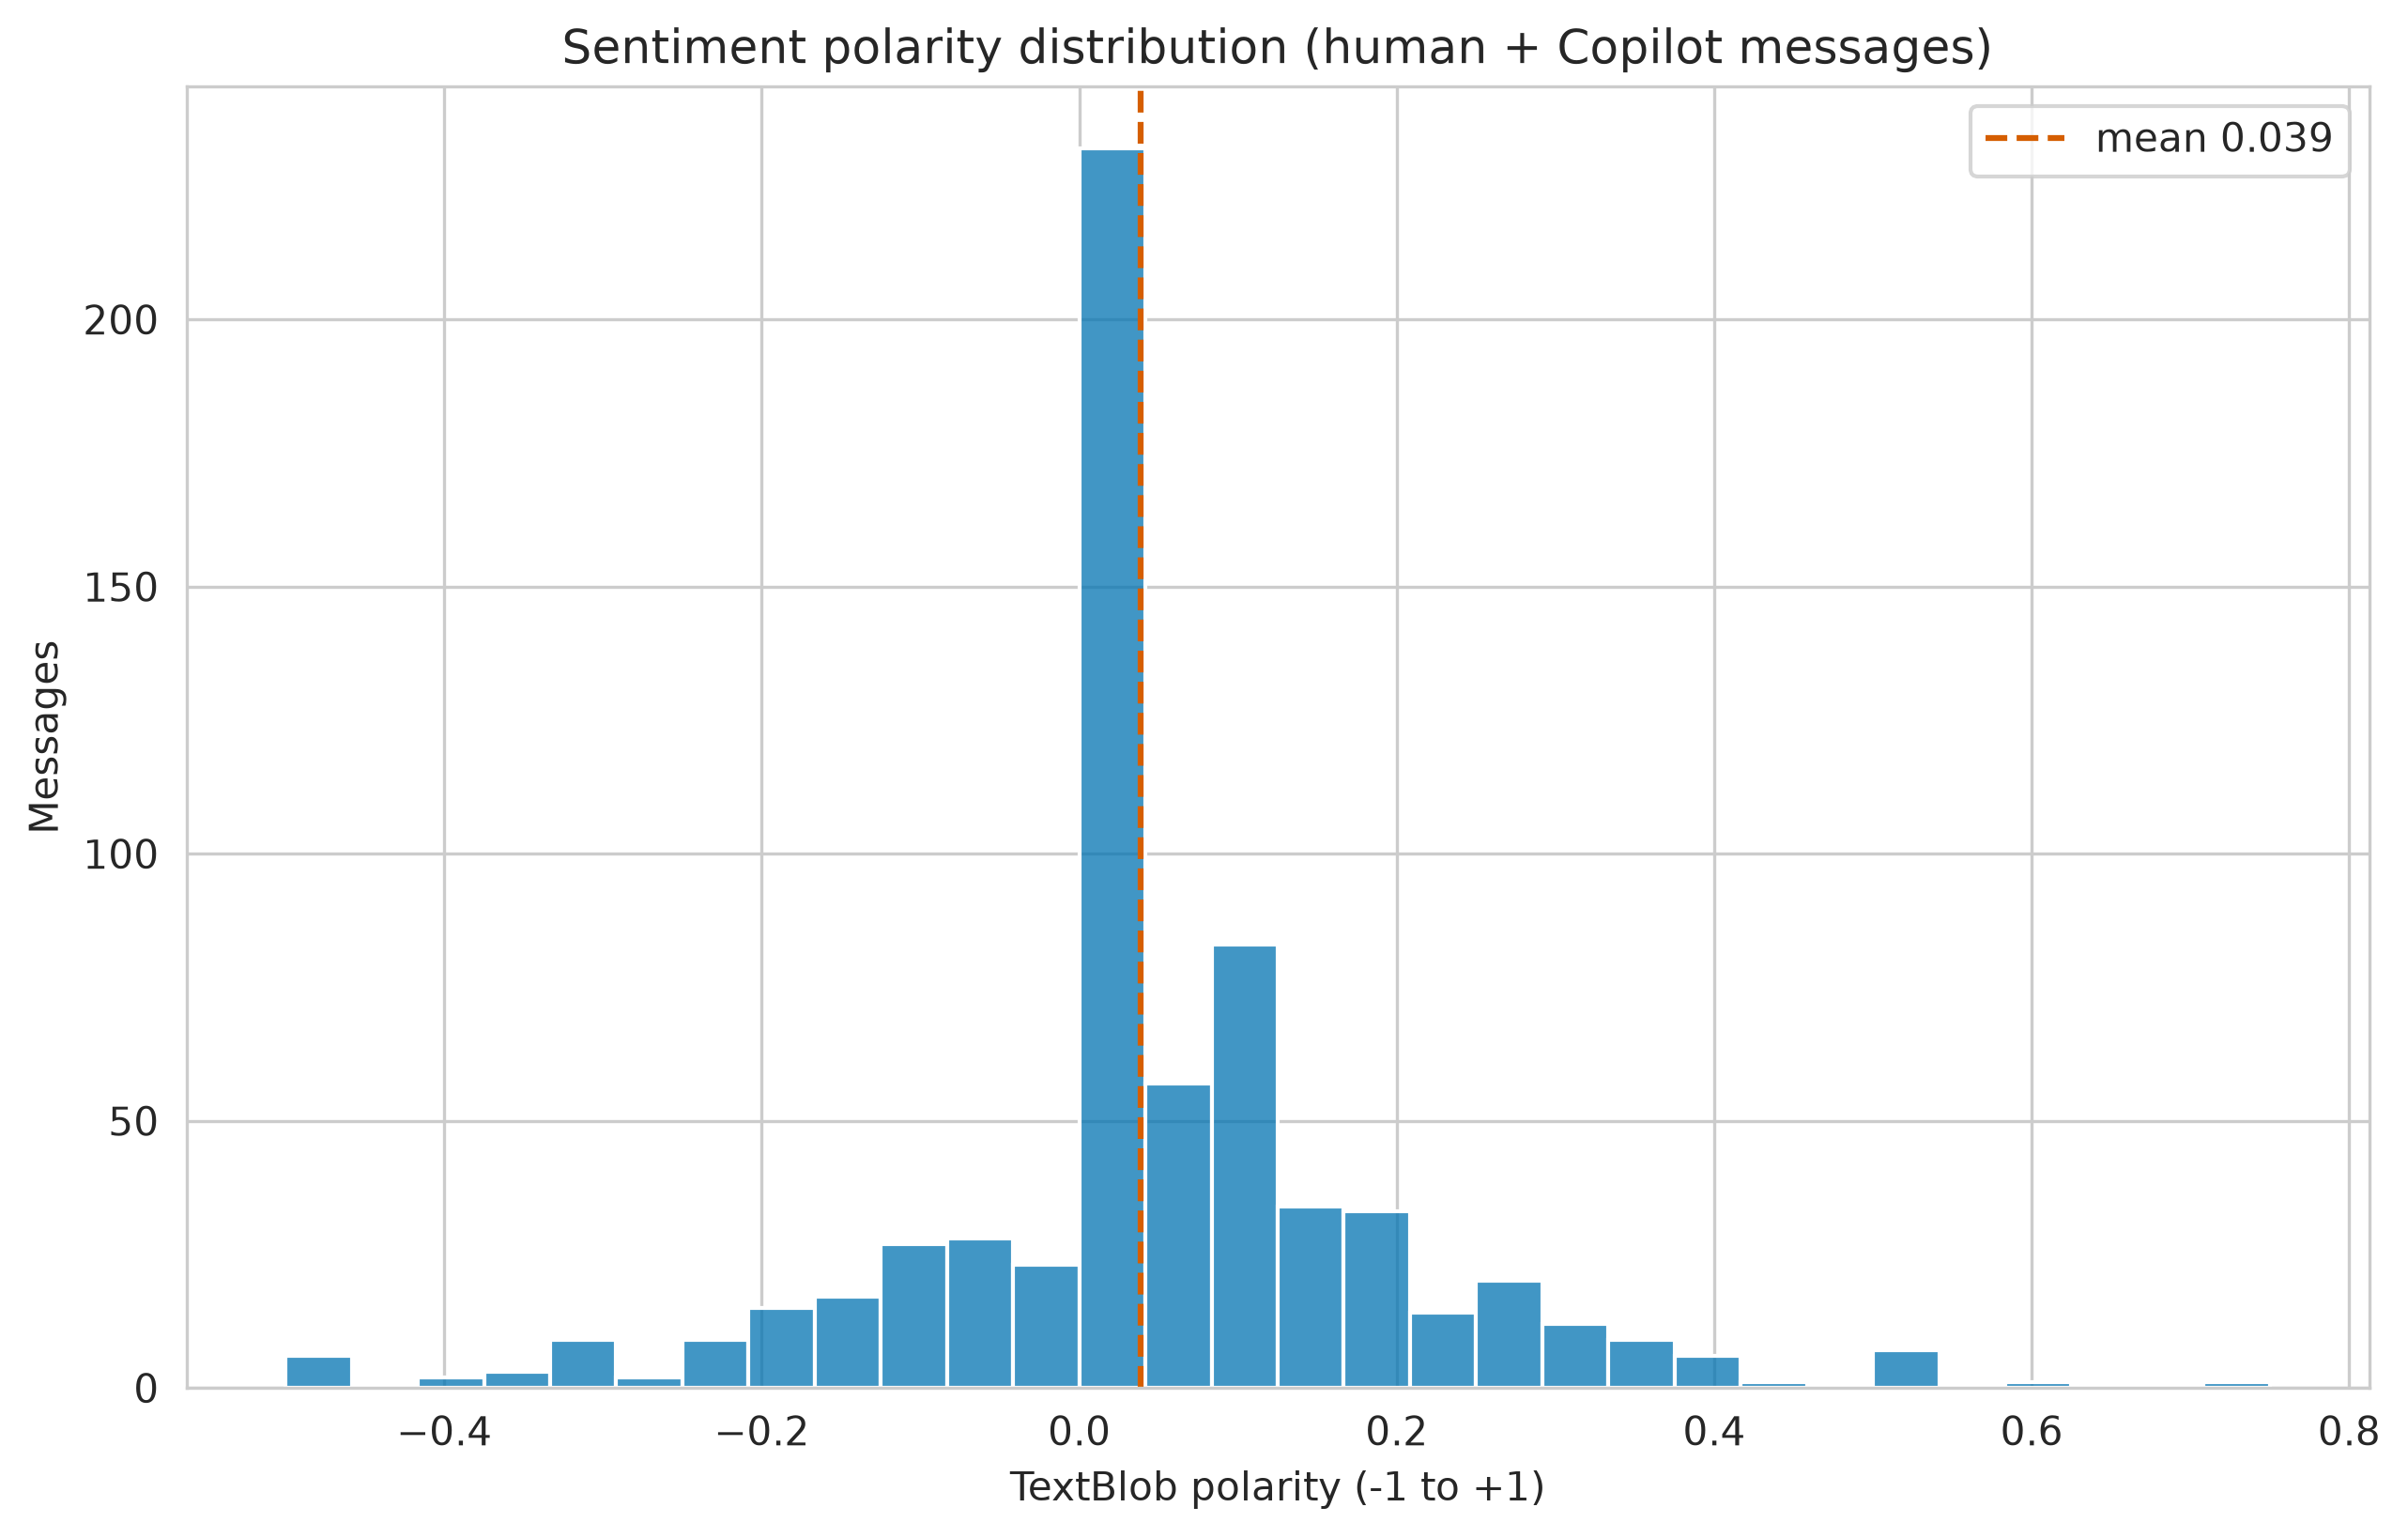 Sentiment polarity distribution (human + Copilot messages)
mean 0.039
Messages
200
150
100
50
0
−0.4 −0.2 0.0 0.2 0.4 0.6 0.8
TextBlob polarity (-1 to +1)